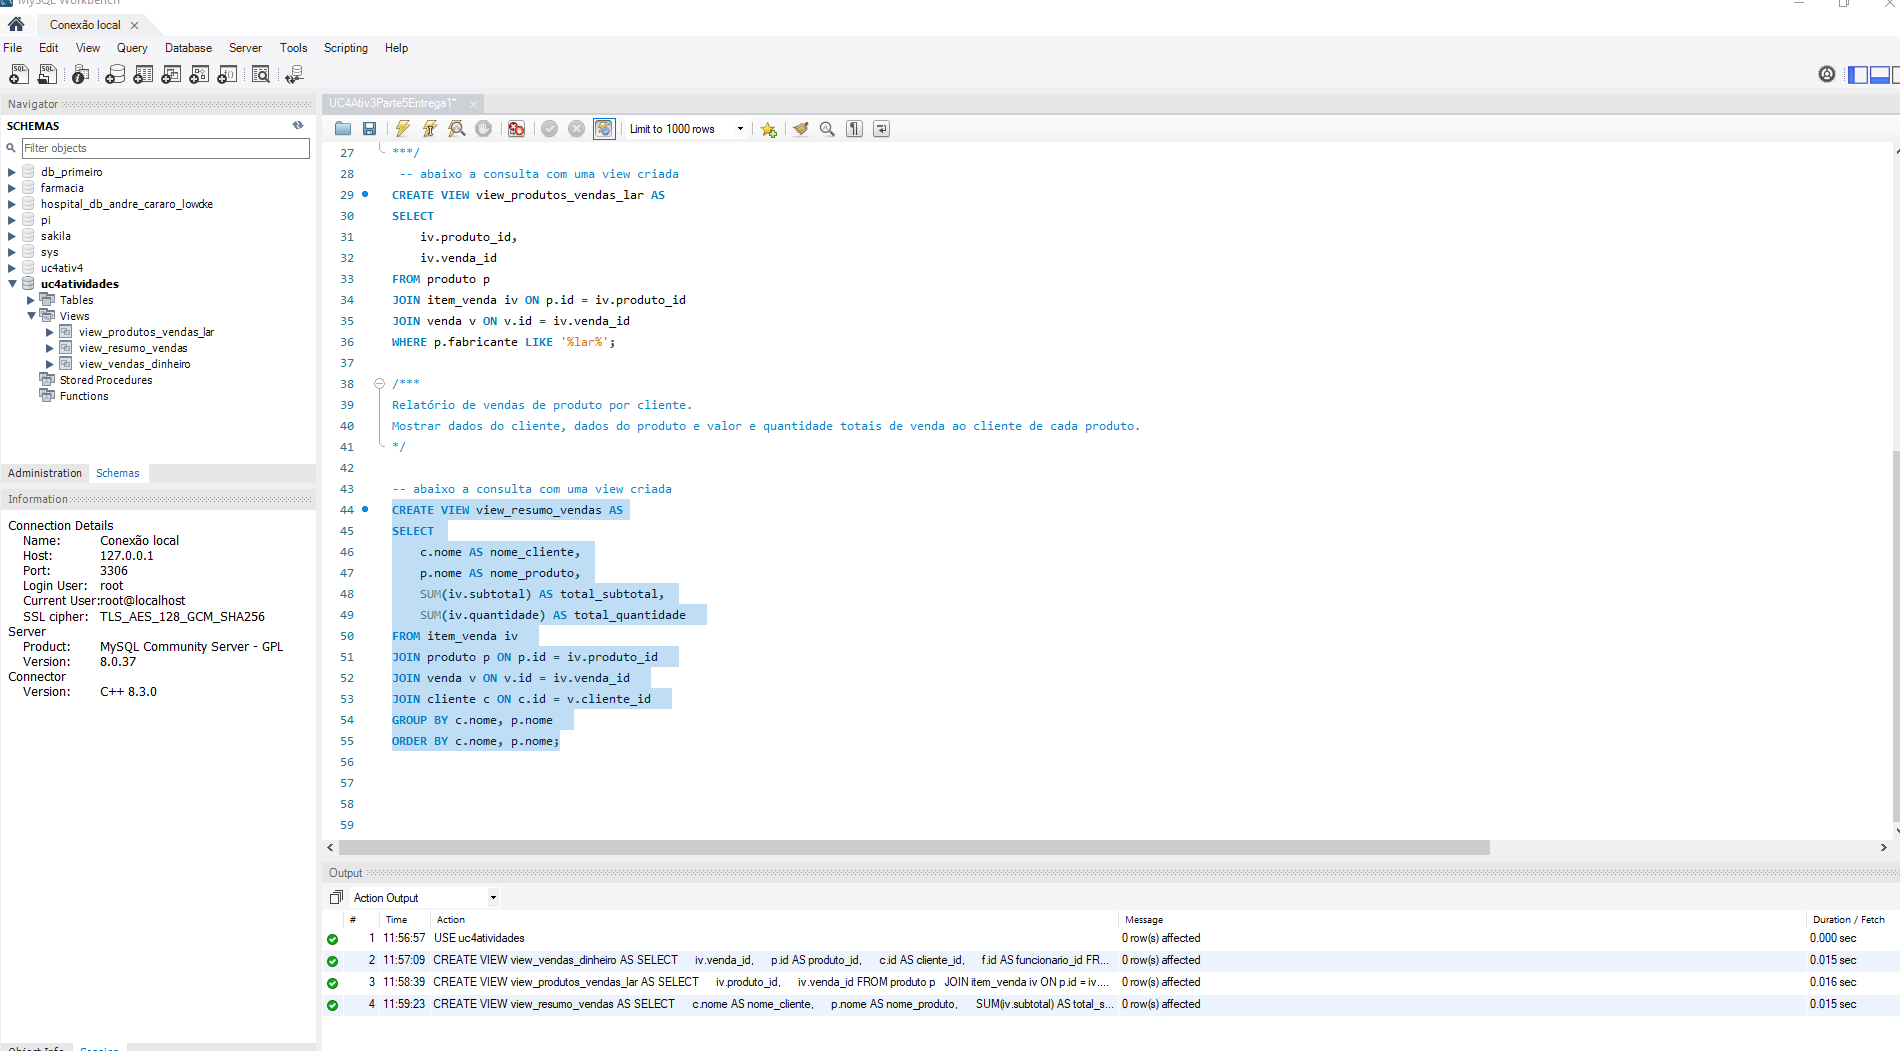 MySQL Workbench
Conexão local
File Edit View Query Database Server Tools Scripting Help
Navigator
SCHEMAS
Filter objects
db_primeiro
farmacia
hospital_db_andre_cararo_lowcke
pi
sakila
sys
uc4ativ4
uc4atividades
Tables
Views
view_produtos_vendas_lar
view_resumo_vendas
view_vendas_dinheiro
Stored Procedures
Functions
Administration Schemas
Information
Connection Details
Name: Conexão local
Host: 127.0.0.1
Port: 3306
Login User: root
Current User:root@localhost
SSL cipher: TLS_AES_128_GCM_SHA256
Server
Product: MySQL Community Server - GPL
Version: 8.0.37
Connector
Version: C++ 8.3.0
Object Info Session
UC4Ativ3Parte5Entrega1*
Limit to 1000 rows
27 ***/
28 -- abaixo a consulta com uma view criada
29 CREATE VIEW view_produtos_vendas_lar AS
30 SELECT
31 iv.produto_id,
32 iv.venda_id
33 FROM produto p
34 JOIN item_venda iv ON p.id = iv.produto_id
35 JOIN venda v ON v.id = iv.venda_id
36 WHERE p.fabricante LIKE '%lar%';
37
38 /***
39 Relatório de vendas de produto por cliente.
40 Mostrar dados do cliente, dados do produto e valor e quantidade totais de venda ao cliente de cada produto.
41 */
42
43 -- abaixo a consulta com uma view criada
44 CREATE VIEW view_resumo_vendas AS
45 SELECT
46 c.nome AS nome_cliente,
47 p.nome AS nome_produto,
48 SUM(iv.subtotal) AS total_subtotal,
49 SUM(iv.quantidade) AS total_quantidade
50 FROM item_venda iv
51 JOIN produto p ON p.id = iv.produto_id
52 JOIN venda v ON v.id = iv.venda_id
53 JOIN cliente c ON c.id = v.cliente_id
54 GROUP BY c.nome, p.nome
55 ORDER BY c.nome, p.nome;
56
57
58
59
Output
Action Output
# Time Action Message Duration / Fetch
1 11:56:57 USE uc4atividades 0 row(s) affected 0.000 sec
2 11:57:09 CREATE VIEW view_vendas_dinheiro AS SELECT iv.venda_id, p.id AS produto_id, c.id AS cliente_id, f.id AS funcionario_id FR... 0 row(s) affected 0.015 sec
3 11:58:39 CREATE VIEW view_produtos_vendas_lar AS SELECT iv.produto_id, iv.venda_id FROM produto p JOIN item_venda iv ON p.id = iv.... 0 row(s) affected 0.016 sec
4 11:59:23 CREATE VIEW view_resumo_vendas AS SELECT c.nome AS nome_cliente, p.nome AS nome_produto, SUM(iv.subtotal) AS total_s... 0 row(s) affected 0.015 sec